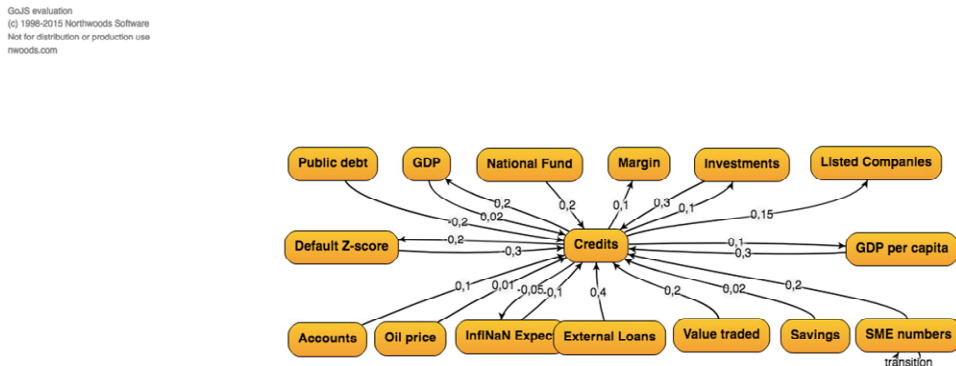 GoJS evaluation
(c) 1998-2015 Northwoods Software
Not for distribution or production use
nwoods.com
Public debt
GDP
National Fund
Margin
Investments
Listed Companies
0,2
0,02
0,2
0,1
0,3
0,1
0,15
-0,2
Default Z-score
-0,2
-0,3
Credits
0,1
0,3
GDP per capita
0,1
0,01
-0,05
-0,1
0,4
0,2
0,02
0,2
Accounts
Oil price
InflNaN Expec
External Loans
Value traded
Savings
SME numbers
transition